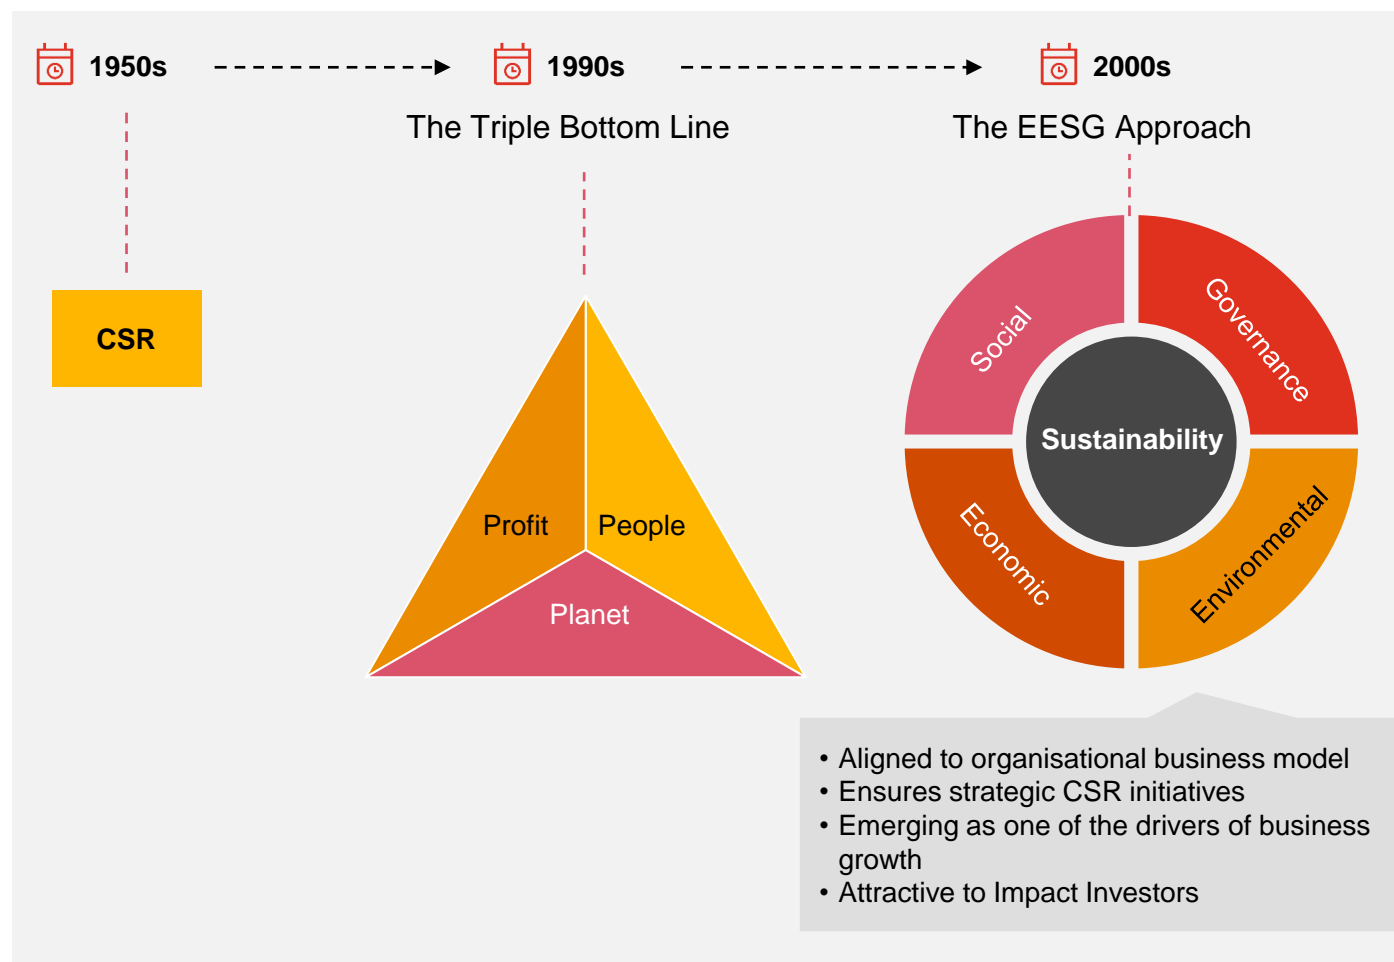 1950s
1990s
2000s
The Triple Bottom Line
The EESG Approach
CSR
Profit
People
Planet
Social
Governance
Sustainability
Economic
Environmental
• Aligned to organisational business model
• Ensures strategic CSR initiatives
• Emerging as one of the drivers of business
growth
• Attractive to Impact Investors